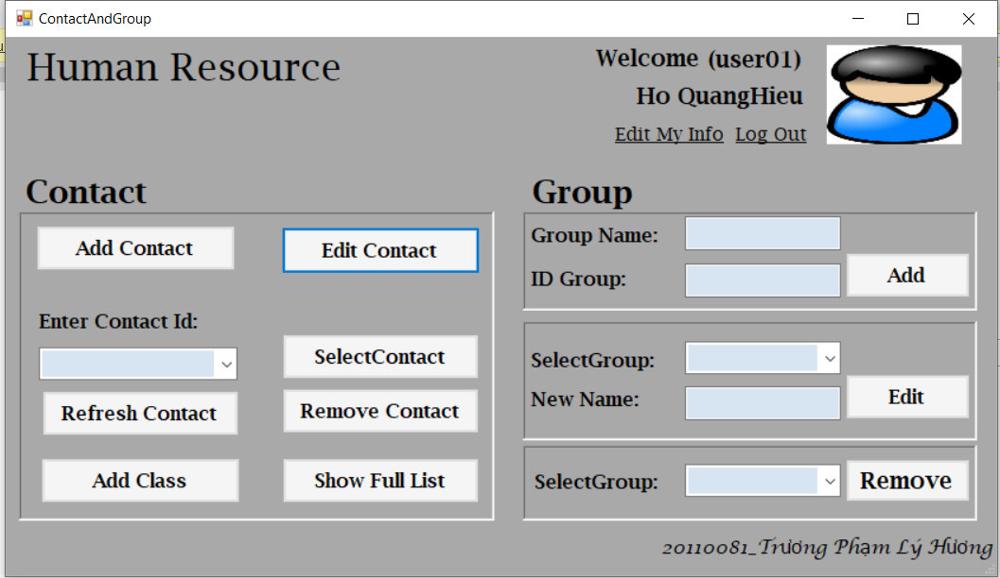 ContactAndGroup
Human Resource
Welcome (user01)
Ho QuangHieu
Edit My Info Log Out
Contact
Add Contact
Edit Contact
Enter Contact Id:
SelectContact
Refresh Contact
Remove Contact
Add Class
Show Full List
Group
Group Name:
ID Group:
Add
SelectGroup:
New Name:
Edit
SelectGroup:
Remove
20110081_Trương Phạm Lý Hương